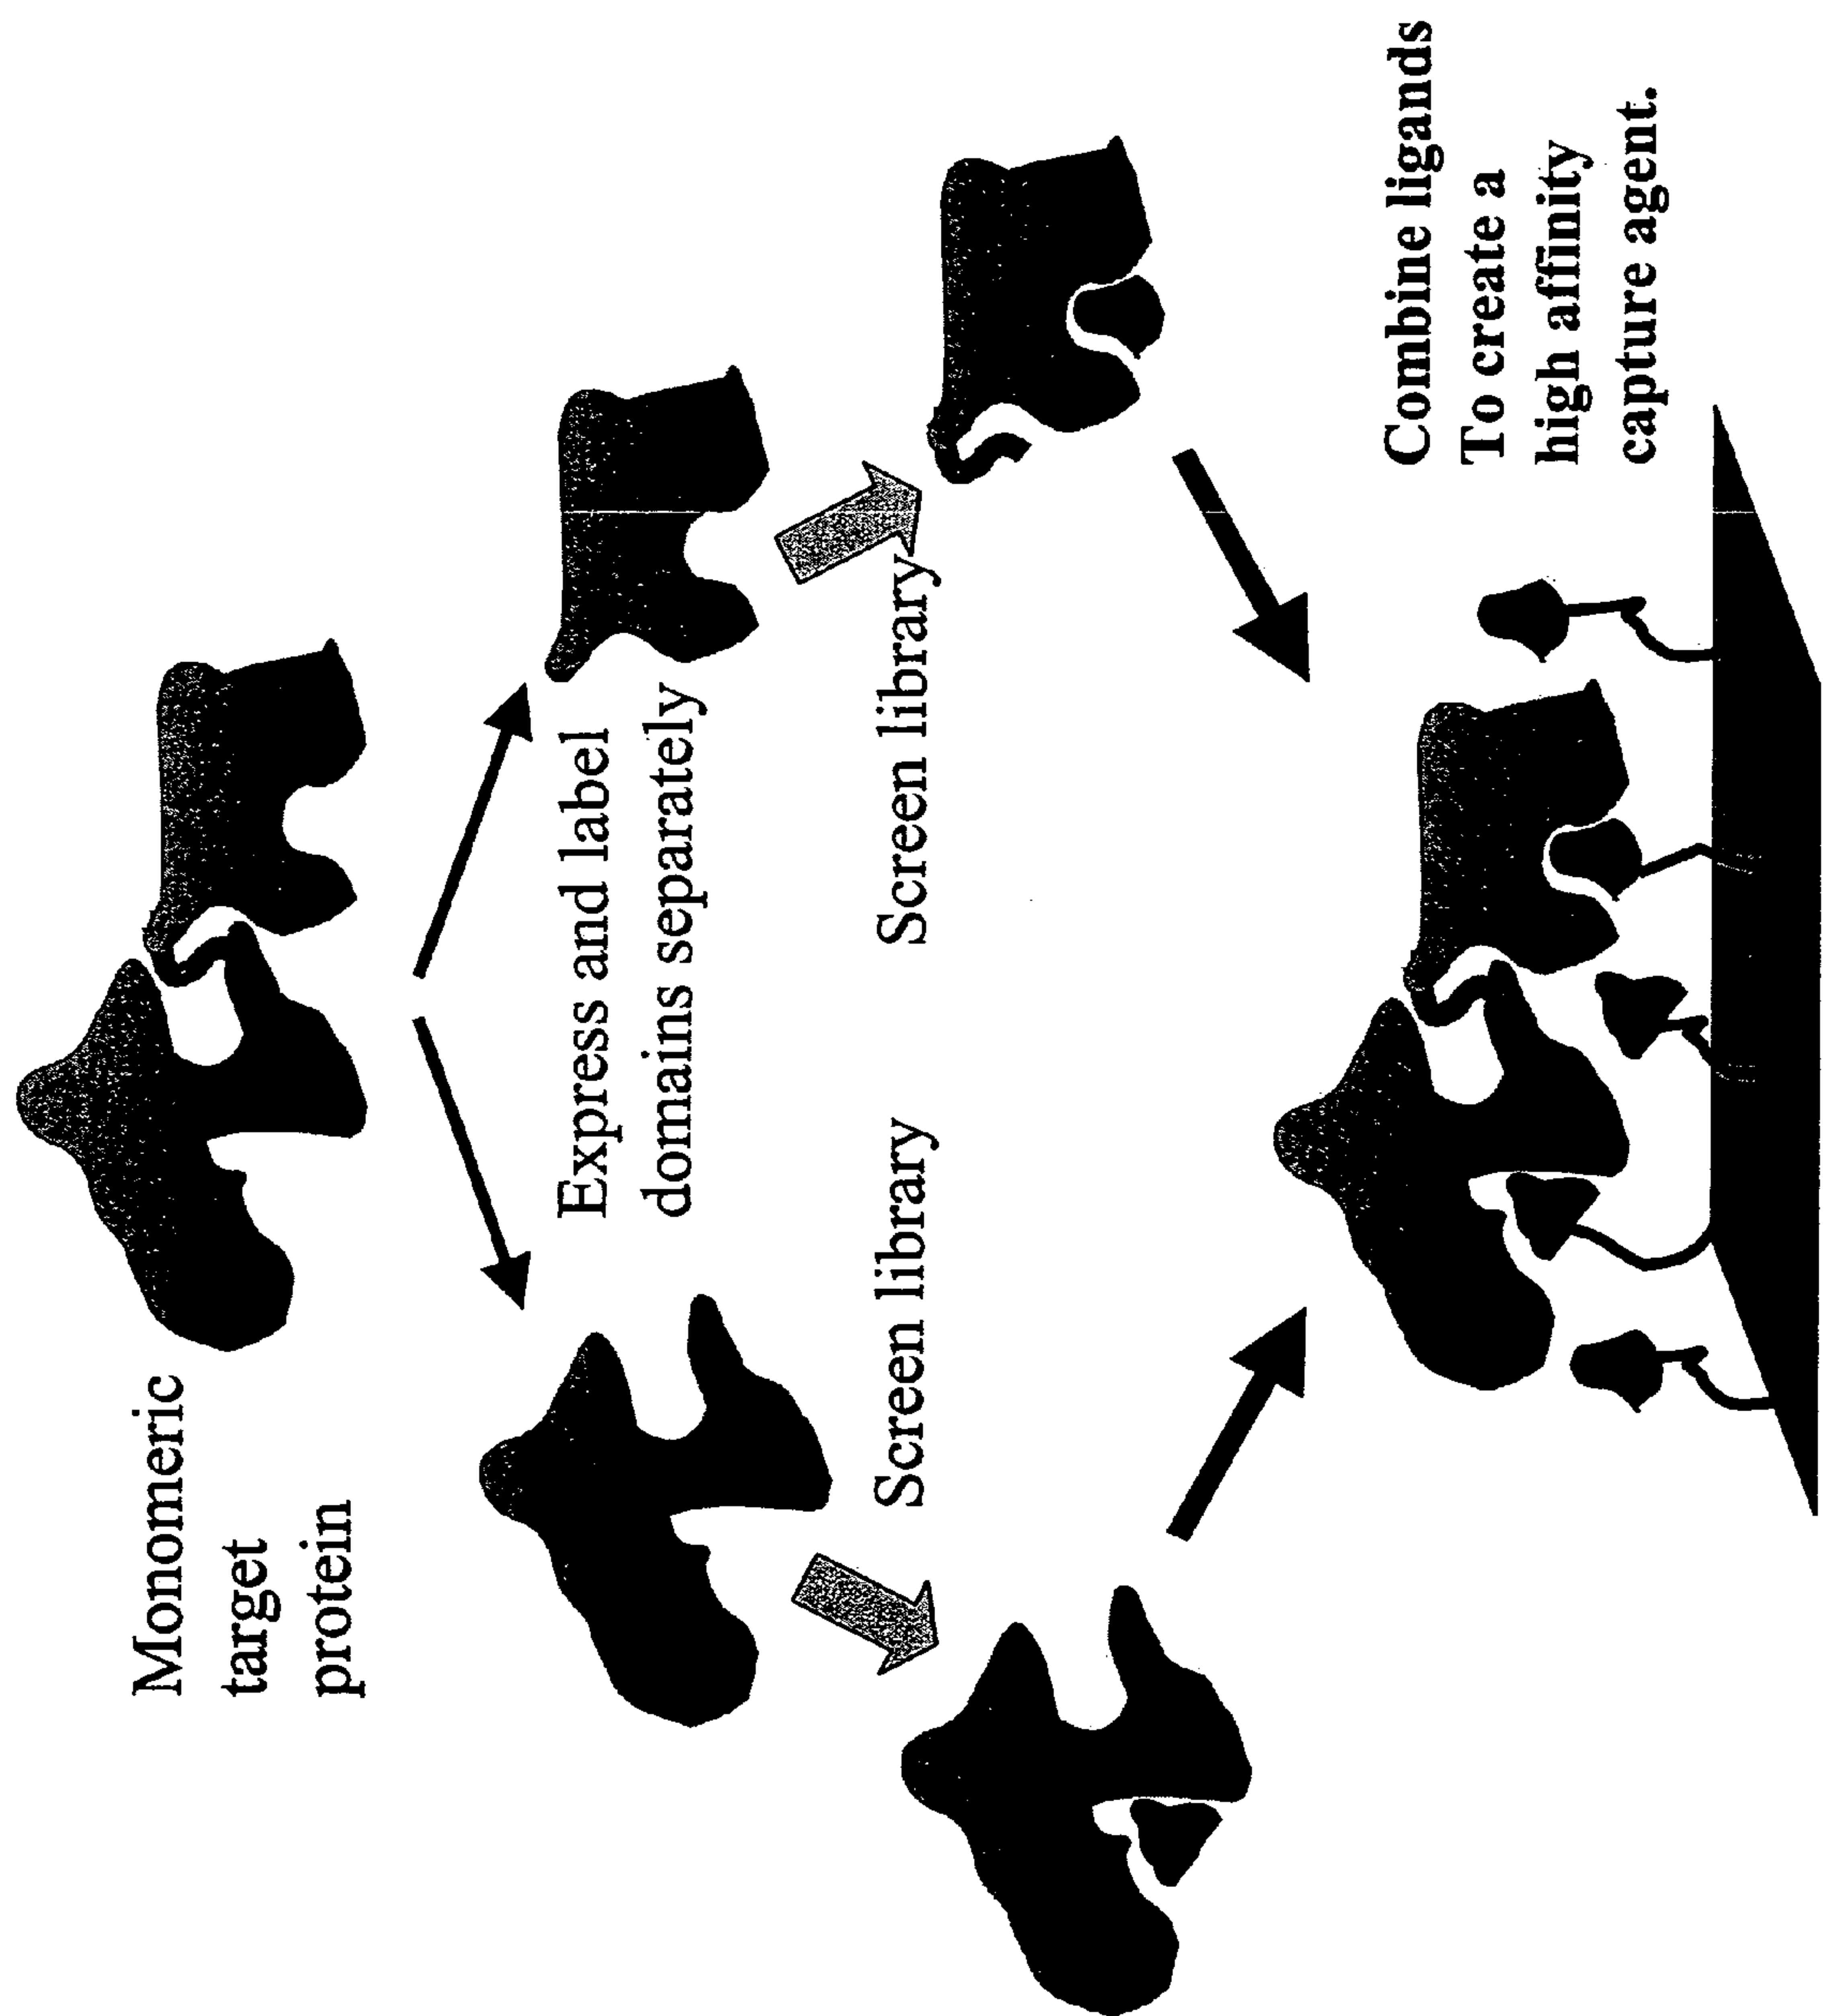 Monomeric
target
protein
Express and label
domains separately
Screen library
Screen library
Combine ligands
To create a
high affinity
capture agent.